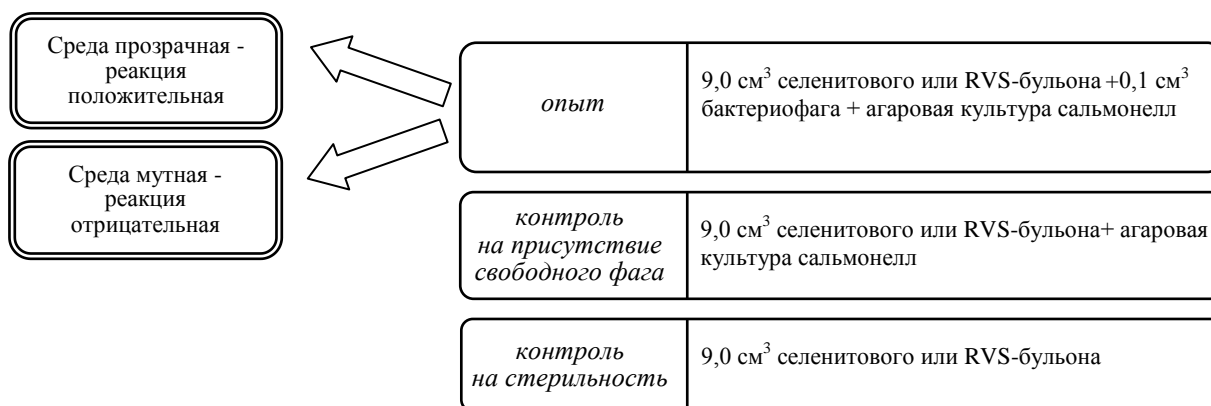 Среда прозрачная -
реакция
положительная
Среда мутная -
реакция
отрицательная
опыт
9,0 см³ селенитового или RVS-бульона +0,1 см³
бактериофага + агаровая культура сальмонелл
контроль
на присутствие
свободного фага
9,0 см³ селенитового или RVS-бульона+ агаровая
культура сальмонелл
контроль
на стерильность
9,0 см³ селенитового или RVS-бульона